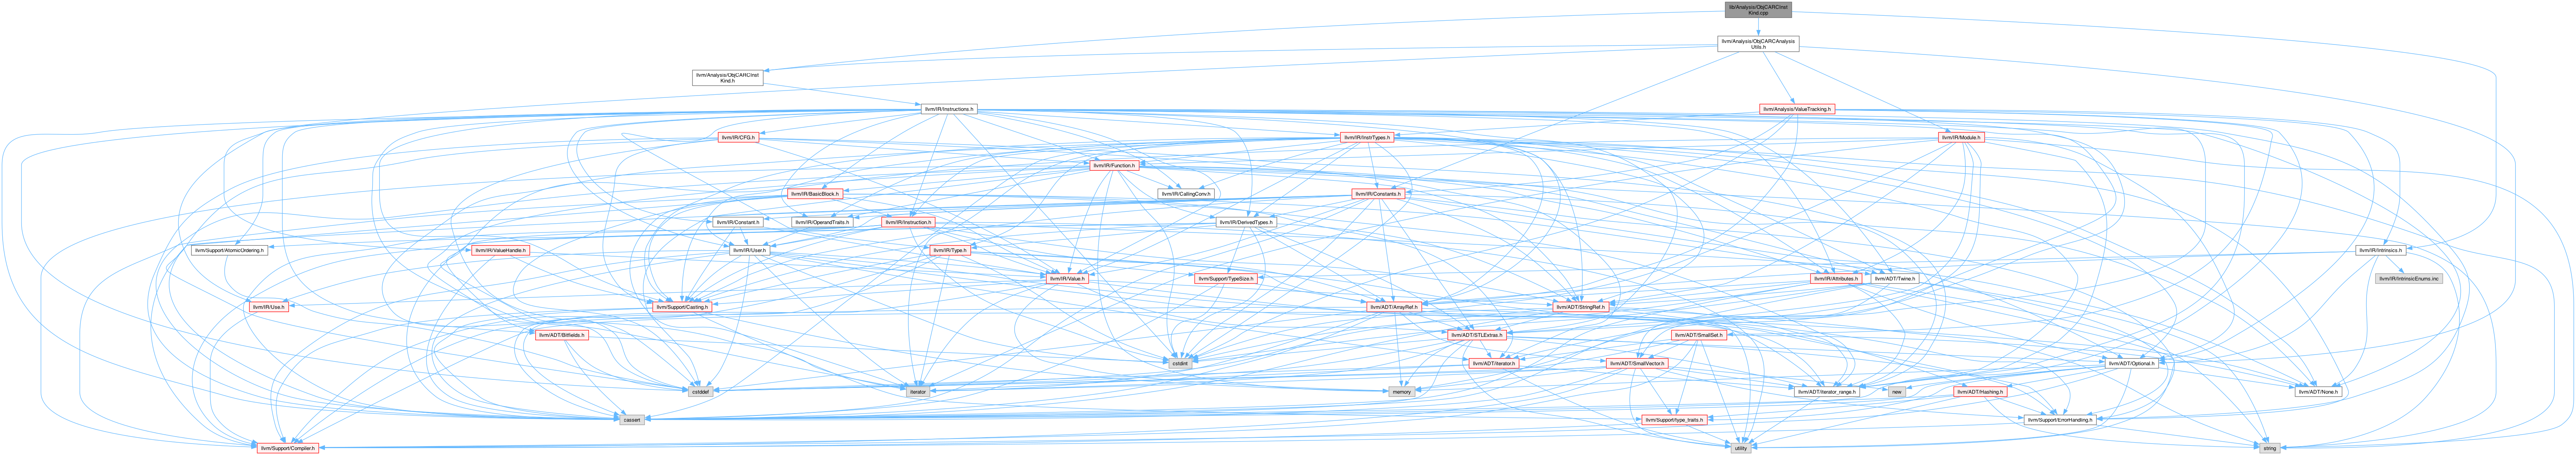 lib/Analysis/ObjCARCInst
Kind.cpp
llvm/Analysis/ObjCARCAnalysis
Utils.h
llvm/Analysis/ObjCARCInst
Kind.h
llvm/IR/Instructions.h
llvm/Analysis/ValueTracking.h
llvm/IR/CFG.h
llvm/IR/InstrTypes.h
llvm/IR/Module.h
llvm/IR/Function.h
llvm/IR/BasicBlock.h
llvm/IR/CallingConv.h
llvm/IR/Constants.h
llvm/IR/Constant.h
llvm/IR/OperandTraits.h
llvm/IR/Instruction.h
llvm/IR/DerivedTypes.h
llvm/Support/AtomicOrdering.h
llvm/IR/ValueHandle.h
llvm/IR/User.h
llvm/IR/Type.h
llvm/IR/Intrinsics.h
llvm/IR/Value.h
llvm/Support/TypeSize.h
llvm/IR/Attributes.h
llvm/ADT/Twine.h
llvm/IR/IntrinsicEnums.inc
llvm/IR/Use.h
llvm/Support/Casting.h
llvm/ADT/ArrayRef.h
llvm/ADT/StringRef.h
llvm/ADT/Bitfields.h
llvm/ADT/STLExtras.h
llvm/ADT/SmallSet.h
cstdint
llvm/ADT/iterator.h
llvm/ADT/SmallVector.h
llvm/ADT/Optional.h
cstddef
iterator
memory
llvm/ADT/iterator_range.h
new
llvm/ADT/Hashing.h
llvm/ADT/None.h
cassert
llvm/Support/type_traits.h
llvm/Support/ErrorHandling.h
llvm/Support/Compiler.h
utility
string